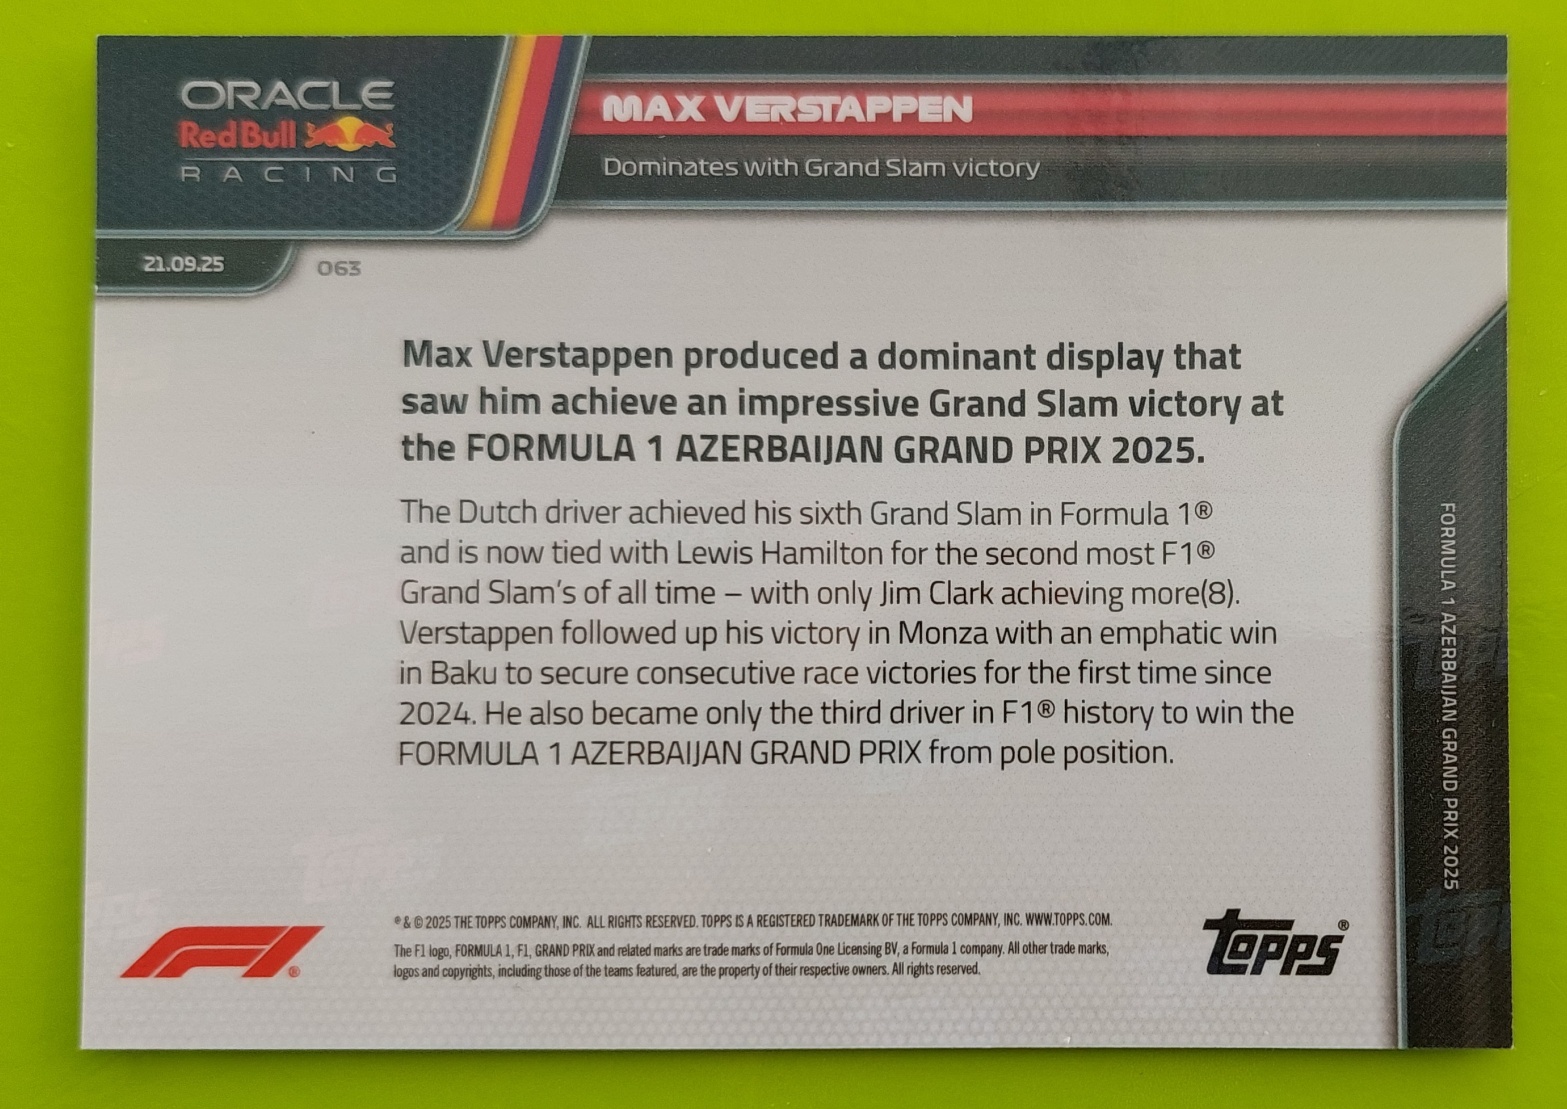 ORACLE
Red Bull
RACING
MAX VERSTAPPEN
Dominates with Grand Slam victory
21.09.25
063
Max Verstappen produced a dominant display that
saw him achieve an impressive Grand Slam victory at
the FORMULA 1 AZERBAIJAN GRAND PRIX 2025.
The Dutch driver achieved his sixth Grand Slam in Formula 1®
and is now tied with Lewis Hamilton for the second most F1®
Grand Slam's of all time – with only Jim Clark achieving more(8).
Verstappen followed up his victory in Monza with an emphatic win
in Baku to secure consecutive race victories for the first time since
2024. He also became only the third driver in F1® history to win the
FORMULA 1 AZERBAIJAN GRAND PRIX from pole position.
FORMULA 1 AZERBAIJAN GRAND PRIX 2025
F1®
® & © 2025 THE TOPPS COMPANY, INC. ALL RIGHTS RESERVED. TOPPS IS A REGISTERED TRADEMARK OF THE TOPPS COMPANY, INC. WWW.TOPPS.COM.
The F1 logo, FORMULA 1, F1, GRAND PRIX and related marks are trade marks of Formula One Licensing BV, a Formula 1 company. All other trade marks,
logos and copyrights, including those of the teams featured, are the property of their respective owners. All rights reserved.
topps®